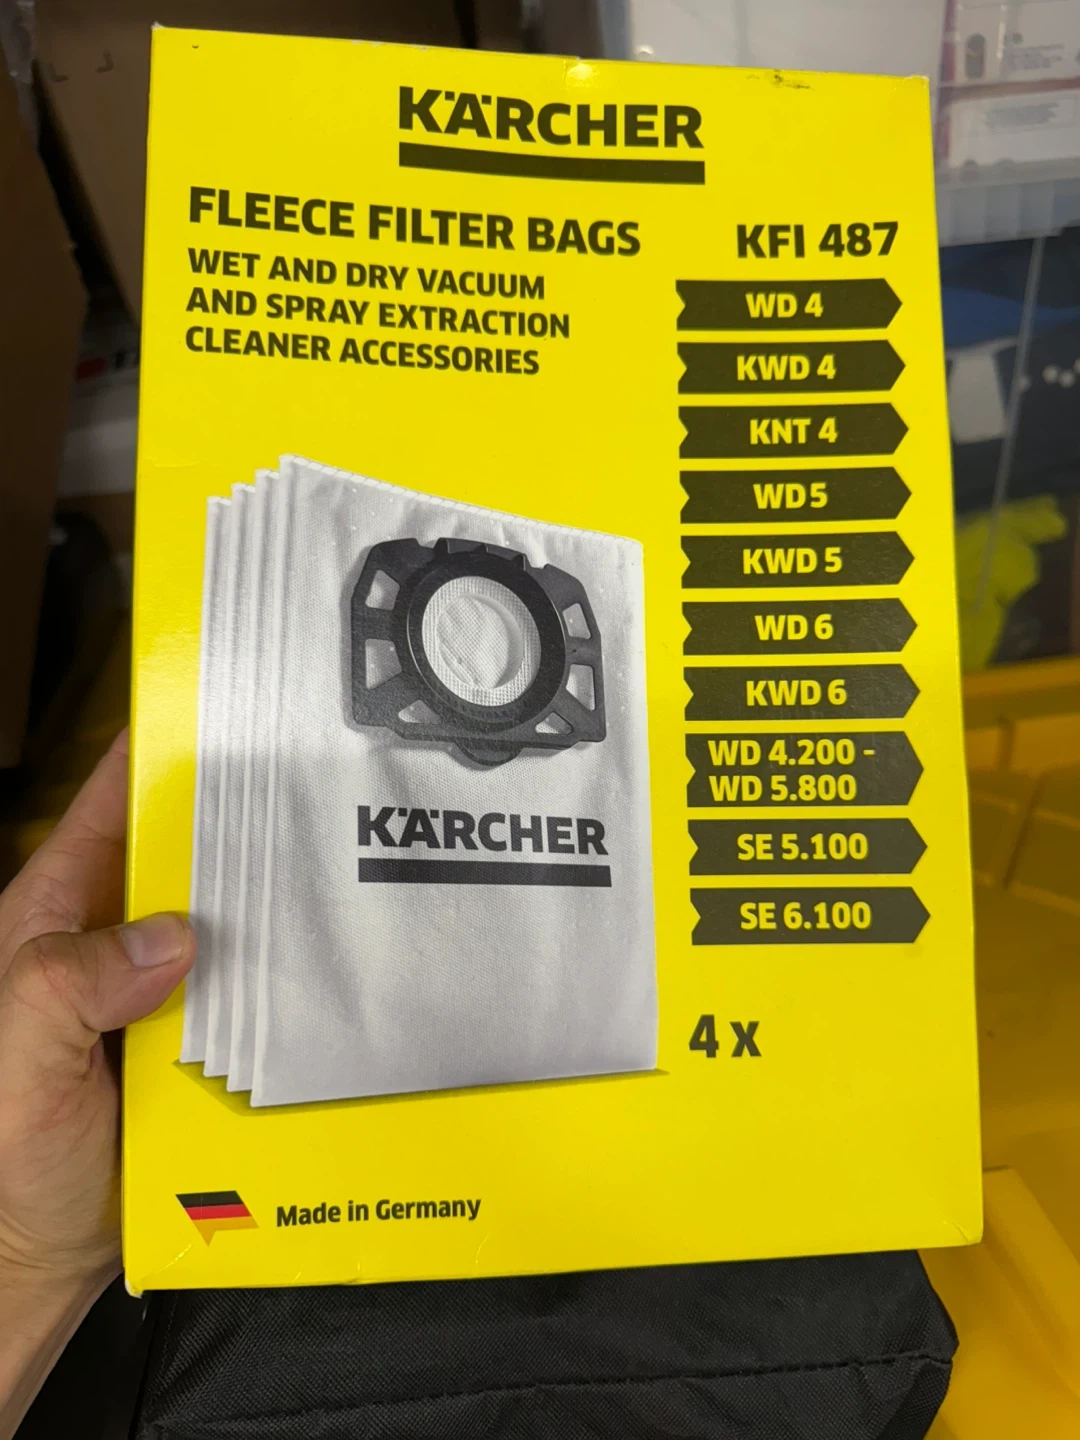 KÄRCHER
FLEECE FILTER BAGS
WET AND DRY VACUUM
AND SPRAY EXTRACTION
CLEANER ACCESSORIES
KFI 487
WD 4
KWD 4
KNT 4
WD 5
KWD 5
WD 6
KWD 6
WD 4.200 -
WD 5.800
SE 5.100
SE 6.100
KÄRCHER
4 x
Made in Germany